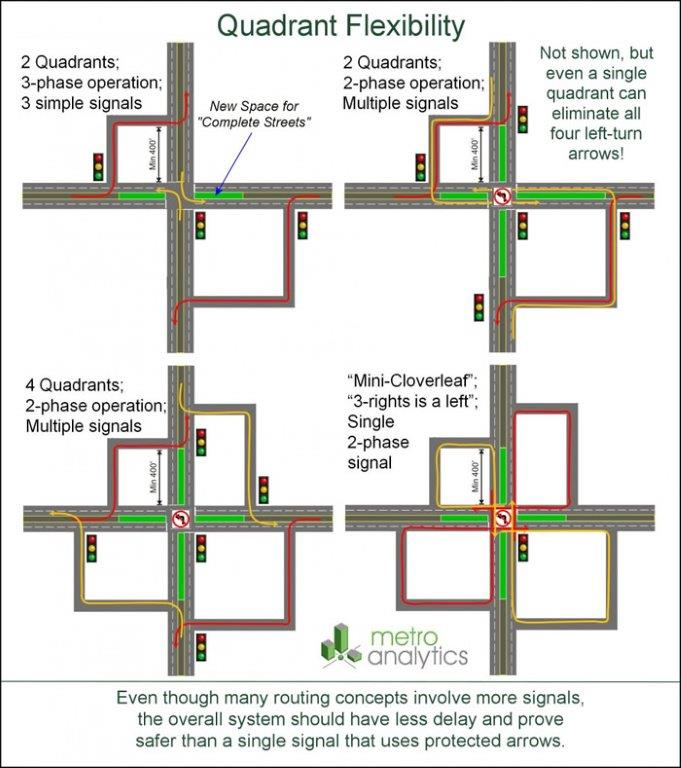 Quadrant Flexibility
2 Quadrants;
3-phase operation;
3 simple signals
New Space for
"Complete Streets"
Min 400'
2 Quadrants;
2-phase operation;
Multiple signals
Min 400'
Not shown, but
even a single
quadrant can
eliminate all
four left-turn
arrows!
4 Quadrants;
2-phase operation;
Multiple signals
Min 400'
“Mini-Cloverleaf”;
“3-rights is a left”;
Single
2-phase
signal
Min 400'
metro
analytics
Even though many routing concepts involve more signals,
the overall system should have less delay and prove
safer than a single signal that uses protected arrows.